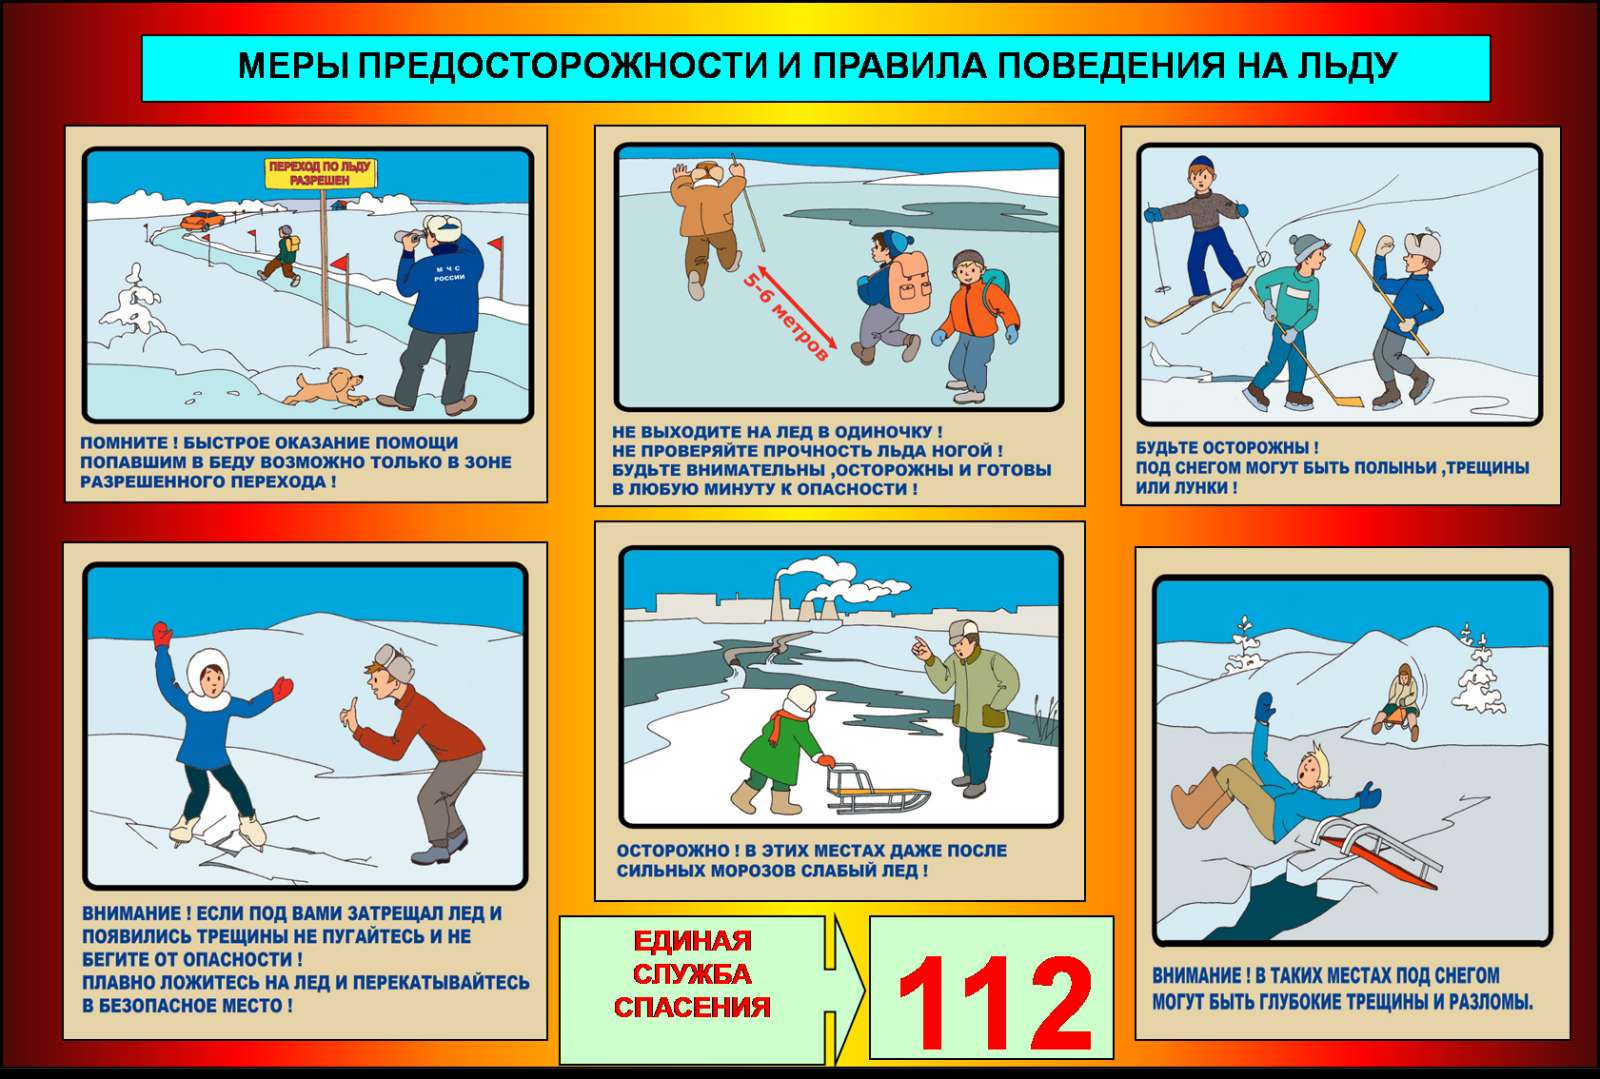 МЕРЫ ПРЕДОСТОРОЖНОСТИ И ПРАВИЛА ПОВЕДЕНИЯ НА ЛЬДУ
ПЕРЕХОД ПО ЛЬДУ
РАЗРЕШЕН
М Ч С
РОССИИ
ПОМНИТЕ ! БЫСТРОЕ ОКАЗАНИЕ ПОМОЩИ
ПОПАВШИМ В БЕДУ ВОЗМОЖНО ТОЛЬКО В ЗОНЕ
РАЗРЕШЕННОГО ПЕРЕХОДА !
5-6 метров
НЕ ВЫХОДИТЕ НА ЛЕД В ОДИНОЧКУ !
НЕ ПРОВЕРЯЙТЕ ПРОЧНОСТЬ ЛЬДА НОГОЙ !
БУДЬТЕ ВНИМАТЕЛЬНЫ ,ОСТОРОЖНЫ И ГОТОВЫ
В ЛЮБУЮ МИНУТУ К ОПАСНОСТИ !
БУДЬТЕ ОСТОРОЖНЫ !
ПОД СНЕГОМ МОГУТ БЫТЬ ПОЛЫНЬИ ,ТРЕЩИНЫ
ИЛИ ЛУНКИ !
ВНИМАНИЕ ! ЕСЛИ ПОД ВАМИ ЗАТРЕЩАЛ ЛЕД И
ПОЯВИЛИСЬ ТРЕЩИНЫ НЕ ПУГАЙТЕСЬ И НЕ
БЕГИТЕ ОТ ОПАСНОСТИ !
ПЛАВНО ЛОЖИТЕСЬ НА ЛЕД И ПЕРЕКАТЫВАЙТЕСЬ
В БЕЗОПАСНОЕ МЕСТО !
ОСТОРОЖНО ! В ЭТИХ МЕСТАХ ДАЖЕ ПОСЛЕ
СИЛЬНЫХ МОРОЗОВ СЛАБЫЙ ЛЕД !
ВНИМАНИЕ ! В ТАКИХ МЕСТАХ ПОД СНЕГОМ
МОГУТ БЫТЬ ГЛУБОКИЕ ТРЕЩИНЫ И РАЗЛОМЫ.
ЕДИНАЯ
СЛУЖБА
СПАСЕНИЯ
112